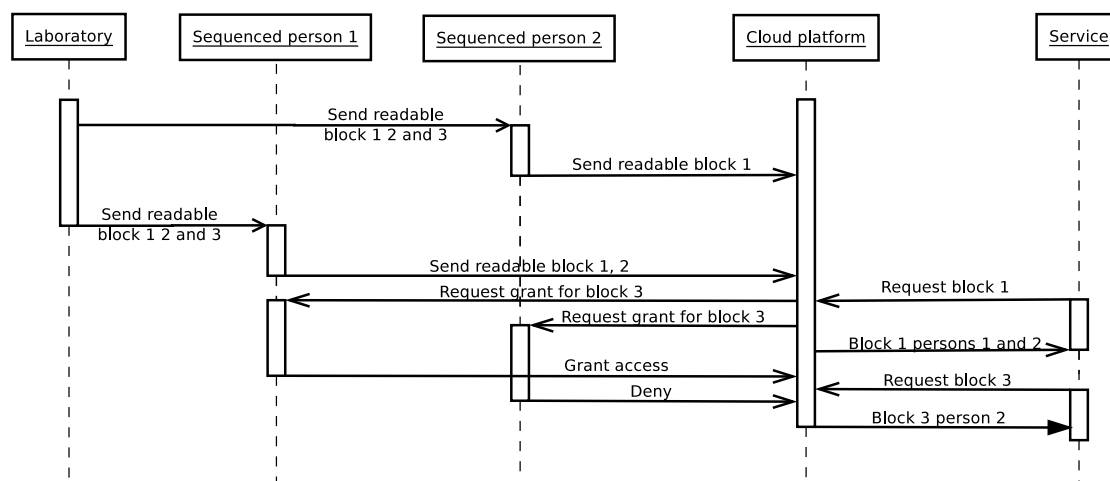 Laboratory
Sequenced person 1
Sequenced person 2
Cloud platform
Service
Send readable
block 1 2 and 3
Send readable block 1
Send readable
block 1 2 and 3
Send readable block 1, 2
Request grant for block 3
Request block 1
Request grant for block 3
Block 1 persons 1 and 2
Grant access
Request block 3
Deny
Block 3 person 2